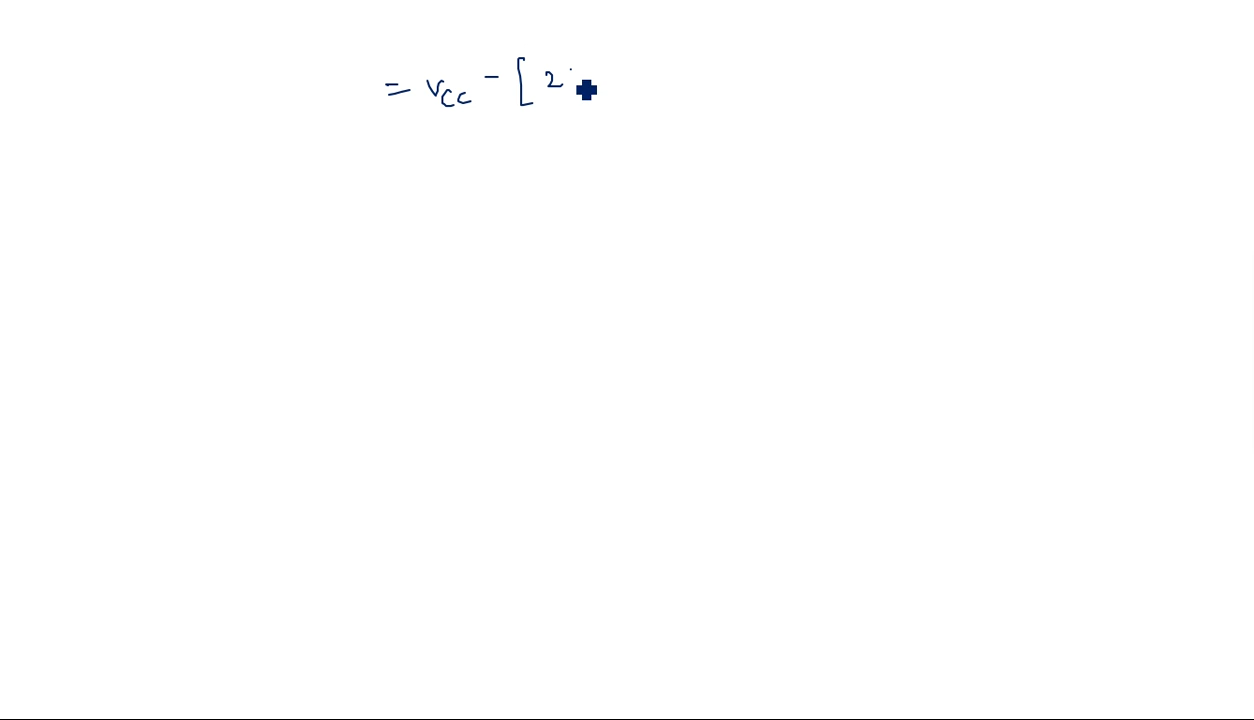 = V_CC - [ 2